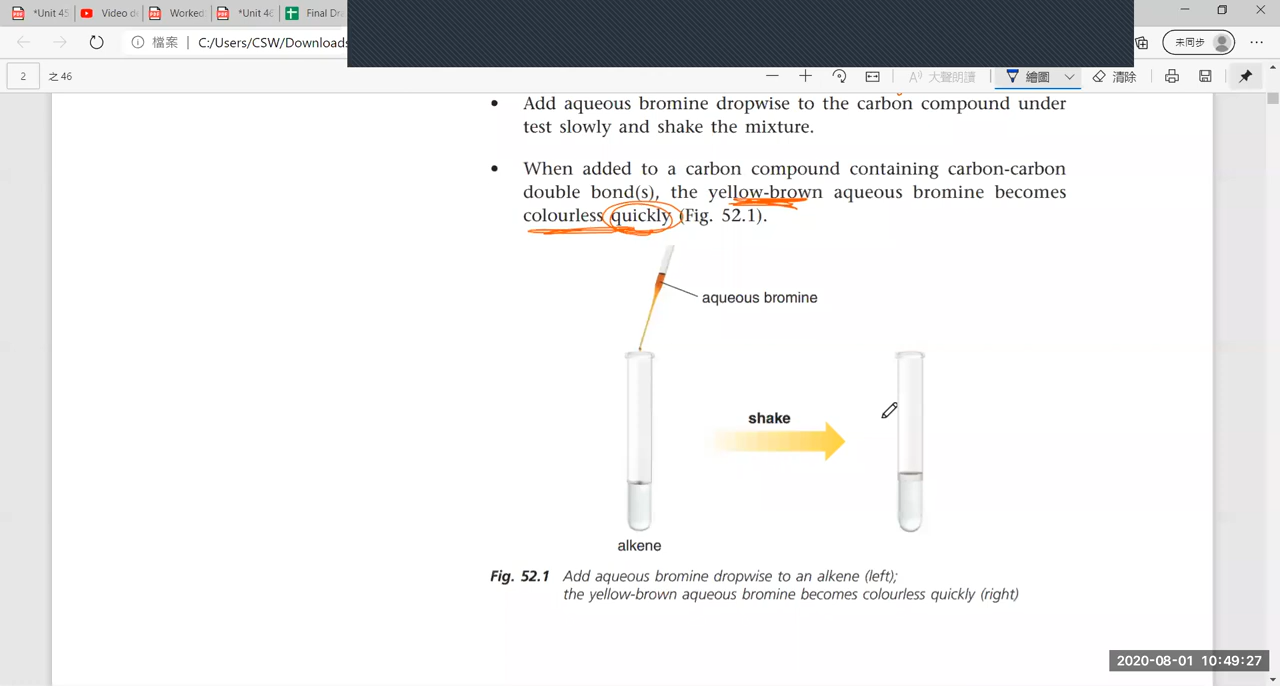 *Unit 45
Video d
Worked
*Unit 4
Final Dr
檔案
C:/Users/CSW/Downloads
未同步
2
之 46
大聲朗讀
繪圖
清除
• Add aqueous bromine dropwise to the carbon compound under
test slowly and shake the mixture.
• When added to a carbon compound containing carbon-carbon
double bond(s), the yellow-brown aqueous bromine becomes
colourless quickly (Fig. 52.1).
aqueous bromine
shake
alkene
Fig. 52.1 Add aqueous bromine dropwise to an alkene (left);
the yellow-brown aqueous bromine becomes colourless quickly (right)
2020-08-01 10:49:27